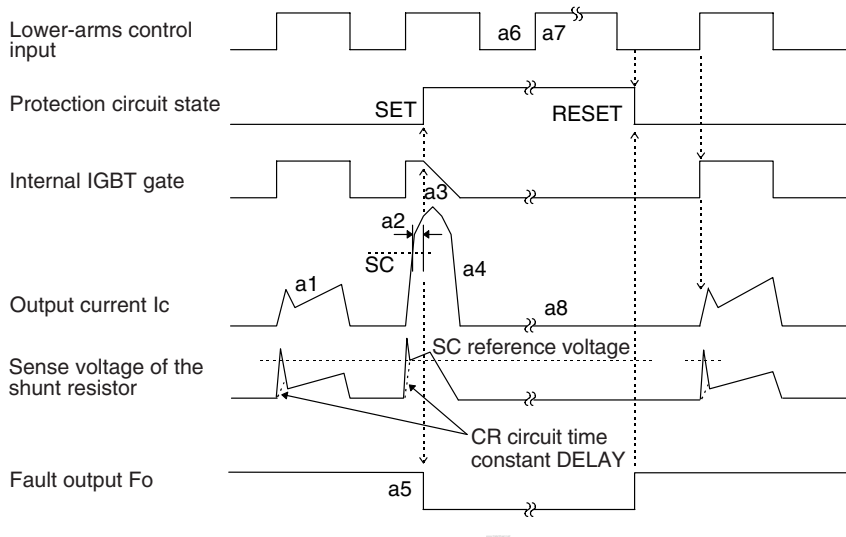 Lower-arms control
input
a6
a7
Protection circuit state
SET
RESET
Internal IGBT gate
a3
a2
SC
a4
a1
Output current Ic
a8
SC reference voltage
Sense voltage of the
shunt resistor
CR circuit time
constant DELAY
Fault output Fo
a5